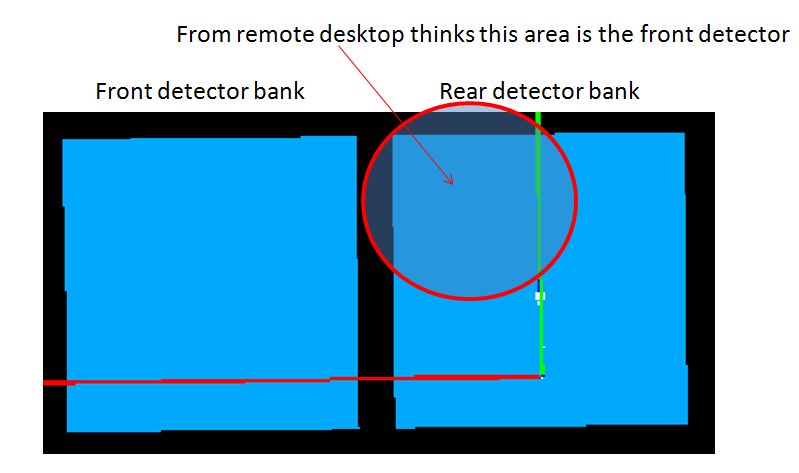 From remote desktop thinks this area is the front detector
Front detector bank
Rear detector bank